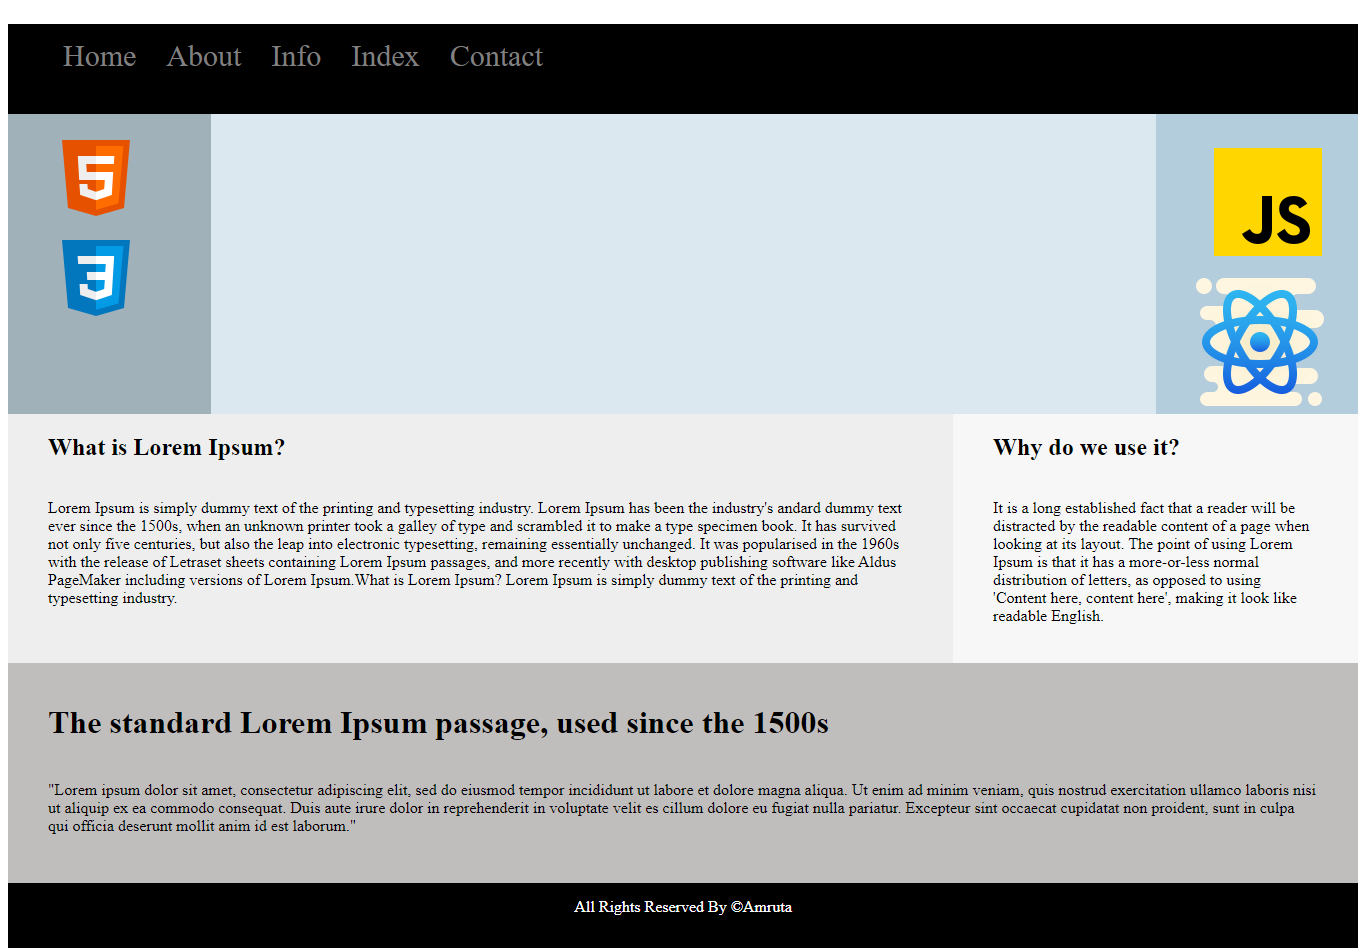 Home About Info Index Contact
5
3
JS
What is Lorem Ipsum?
Lorem Ipsum is simply dummy text of the printing and typesetting industry. Lorem Ipsum has been the industry's andard dummy text
ever since the 1500s, when an unknown printer took a galley of type and scrambled it to make a type specimen book. It has survived
not only five centuries, but also the leap into electronic typesetting, remaining essentially unchanged. It was popularised in the 1960s
with the release of Letraset sheets containing Lorem Ipsum passages, and more recently with desktop publishing software like Aldus
PageMaker including versions of Lorem Ipsum.What is Lorem Ipsum? Lorem Ipsum is simply dummy text of the printing and
typesetting industry.
Why do we use it?
It is a long established fact that a reader will be
distracted by the readable content of a page when
looking at its layout. The point of using Lorem
Ipsum is that it has a more-or-less normal
distribution of letters, as opposed to using
'Content here, content here', making it look like
readable English.
The standard Lorem Ipsum passage, used since the 1500s
"Lorem ipsum dolor sit amet, consectetur adipiscing elit, sed do eiusmod tempor incididunt ut labore et dolore magna aliqua. Ut enim ad minim veniam, quis nostrud exercitation ullamco laboris nisi
ut aliquip ex ea commodo consequat. Duis aute irure dolor in reprehenderit in voluptate velit es cillum dolore eu fugiat nulla pariatur. Excepteur sint occaecat cupidatat non proident, sunt in culpa
qui officia deserunt mollit anim id est laborum."
All Rights Reserved By ©Amruta